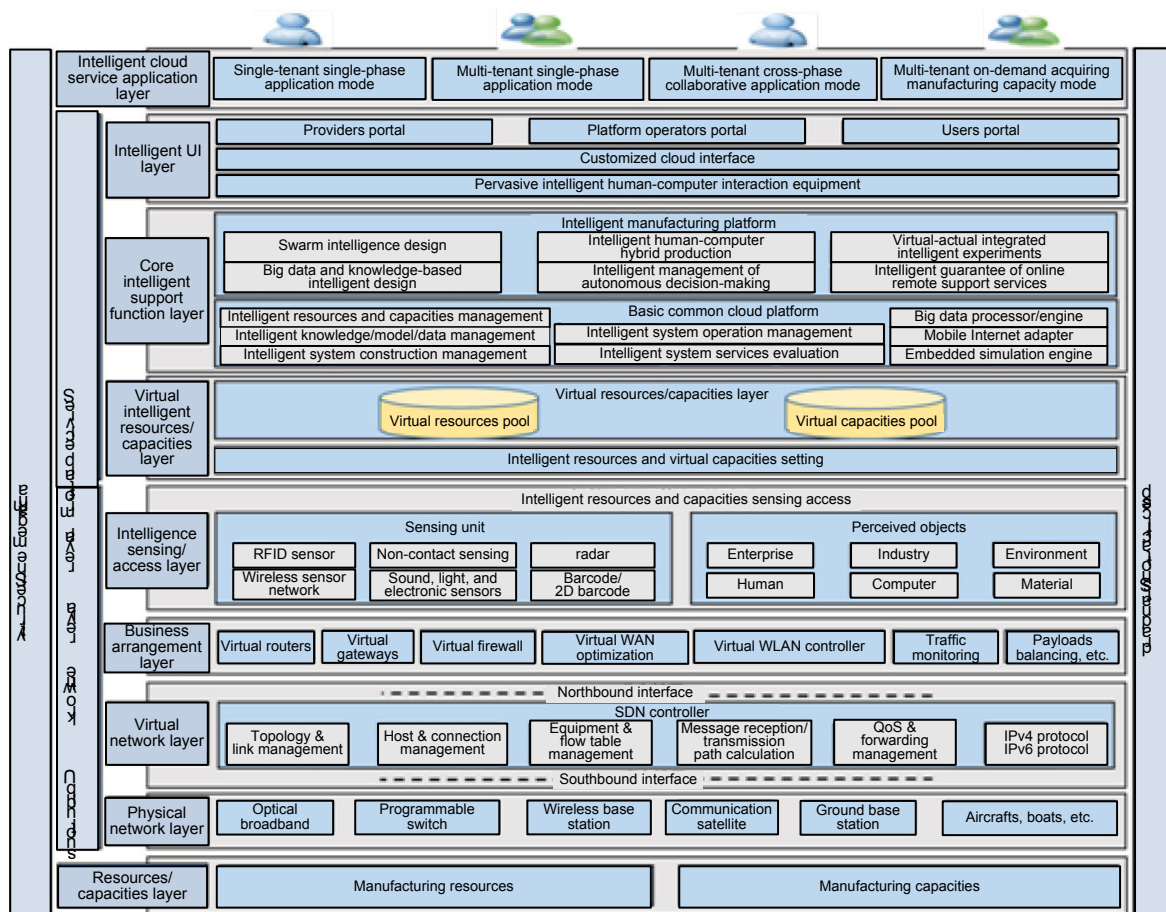 Intelligent cloud
service application
layer
Single-tenant single-phase
application mode
Multi-tenant single-phase
application mode
Multi-tenant cross-phase
collaborative application mode
Multi-tenant on-demand acquiring
manufacturing capacity mode
Intelligent UI
layer
Providers portal
Platform operators portal
Users portal
Customized cloud interface
Pervasive intelligent human-computer interaction equipment
Core
intelligent
support
function layer
Intelligent manufacturing platform
Swarm intelligence design
Intelligent human-computer
hybrid production
Virtual-actual integrated
intelligent experiments
Big data and knowledge-based
intelligent design
Intelligent management of
autonomous decision-making
Intelligent guarantee of online
remote support services
Basic common cloud platform
Intelligent resources and capacities management
Intelligent knowledge/model/data management
Intelligent system construction management
Intelligent system operation management
Intelligent system services evaluation
Big data processor/engine
Mobile Internet adapter
Embedded simulation engine
Virtual
intelligent
resources/
capacities
layer
Virtual resources/capacities layer
Virtual resources pool
Virtual capacities pool
Intelligent resources and virtual capacities setting
Intelligence
sensing/
access layer
Intelligent resources and capacities sensing access
Sensing unit
RFID sensor
Non-contact sensing
radar
Wireless sensor
network
Sound, light, and
electronic sensors
Barcode/
2D barcode
Perceived objects
Enterprise
Industry
Environment
Human
Computer
Material
Business
arrangement
layer
Virtual routers
Virtual
gateways
Virtual firewall
Virtual WAN
optimization
Virtual WLAN controller
Traffic
monitoring
Payloads
balancing, etc.
Virtual
network layer
Northbound interface
SDN controller
Topology &
link management
Host & connection
management
Equipment &
flow table
management
Message reception/
transmission
path calculation
QoS &
forwarding
management
IPv4 protocol
IPv6 protocol
Southbound interface
Physical
network layer
Optical
broadband
Programmable
switch
Wireless base
station
Communication
satellite
Ground base
station
Aircrafts, boats, etc.
Resources/
capacities layer
Manufacturing resources
Manufacturing capacities